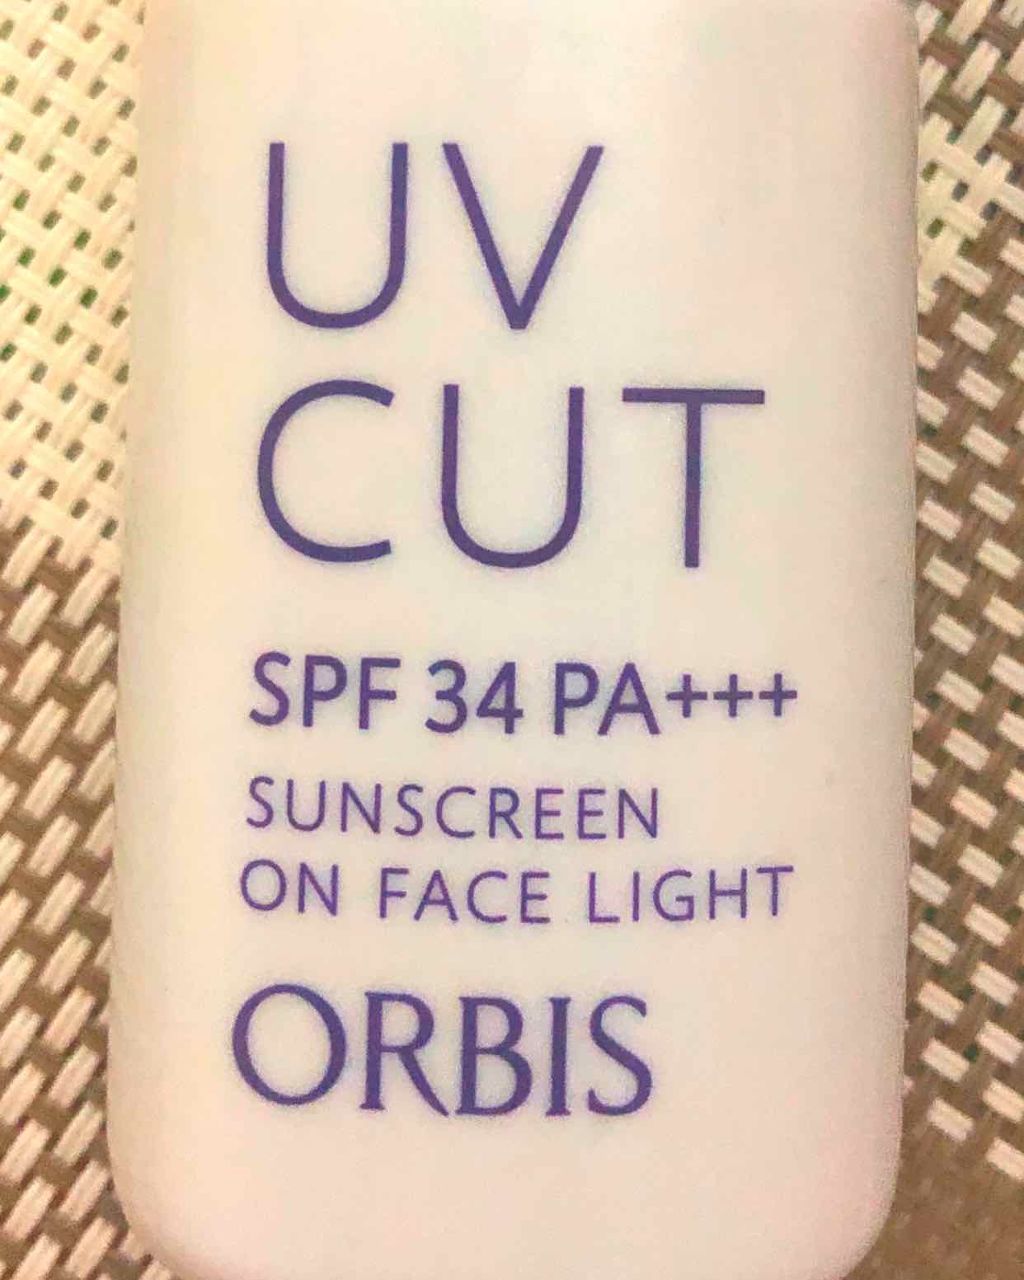 UV
CUT
SPF 34 PA+++
SUNSCREEN
ON FACE LIGHT
ORBIS